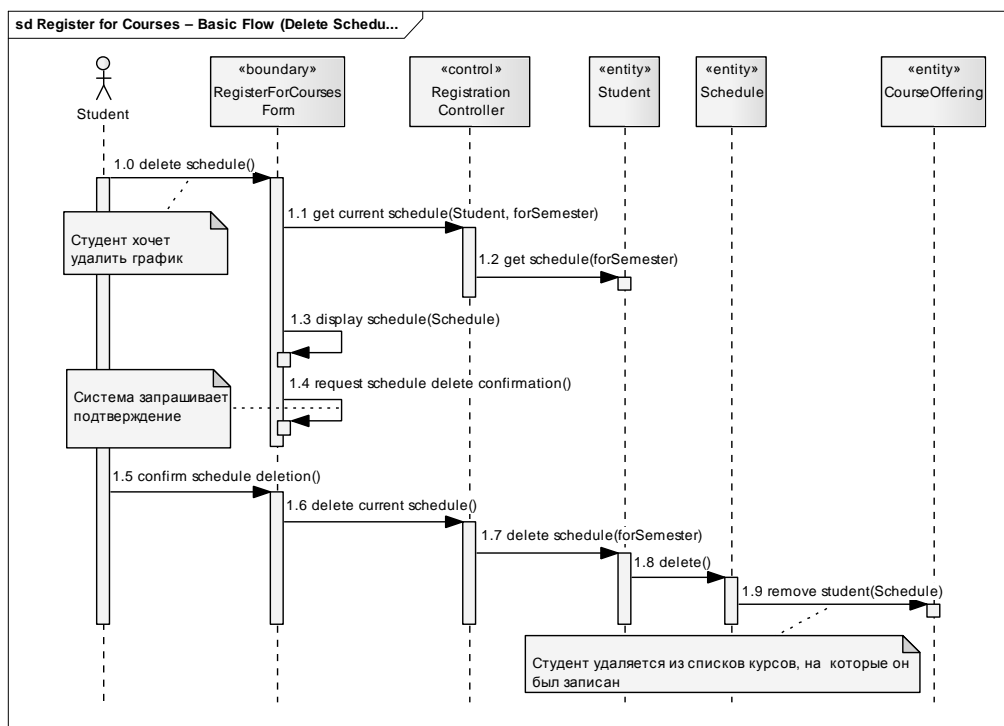 sd Register for Courses – Basic Flow (Delete Schedu...
«boundary»
RegisterForCourses
Form
«control»
Registration
Controller
«entity»
Student
«entity»
Schedule
«entity»
CourseOffering
Student
1.0 delete schedule()
1.1 get current schedule(Student, forSemester)
Студент хочет
удалить график
1.2 get schedule(forSemester)
1.3 display schedule(Schedule)
1.4 request schedule delete confirmation()
Система запрашивает
подтверждение
1.5 confirm schedule deletion()
1.6 delete current schedule()
1.7 delete schedule(forSemester)
1.8 delete()
1.9 remove student(Schedule)
Студент удаляется из списков курсов, на которые он
был записан